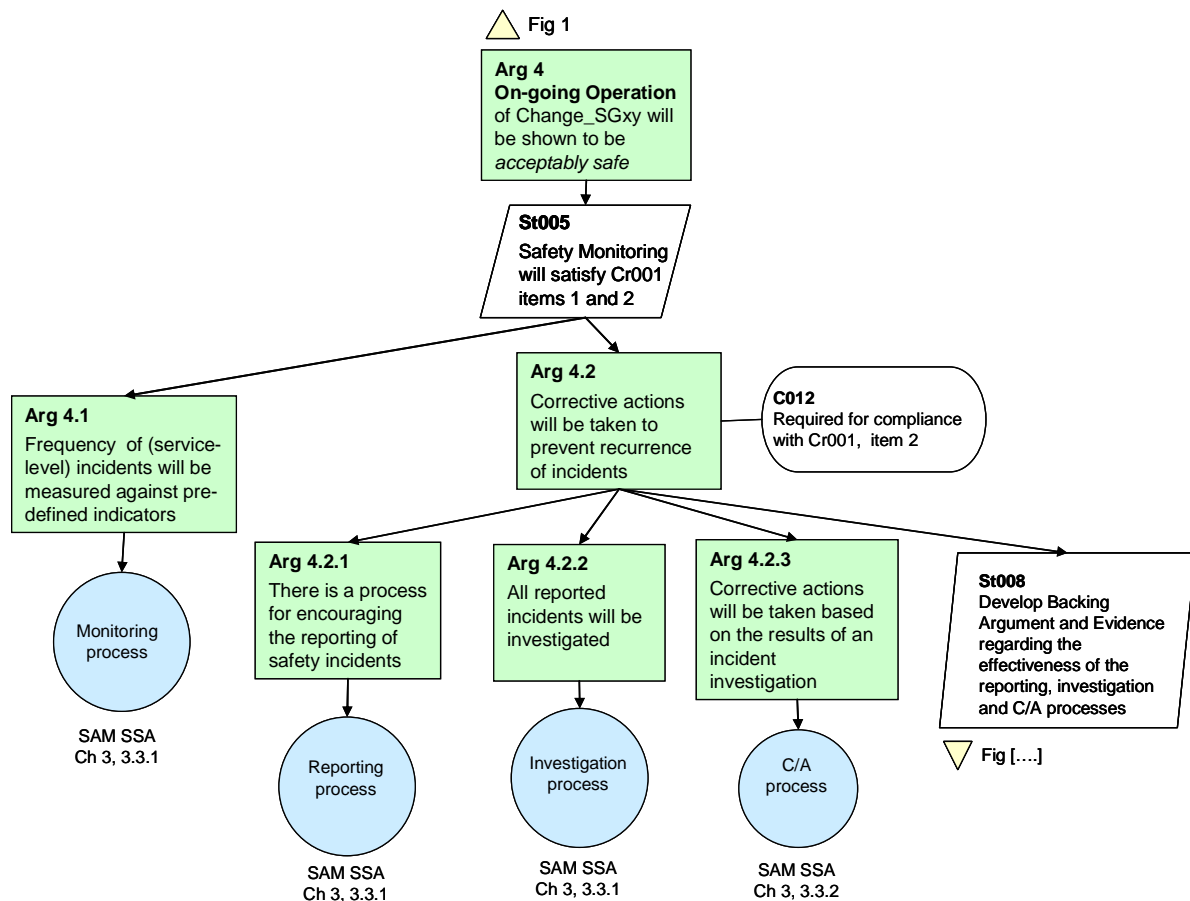 Fig 1
Arg 4
On-going Operation
of Change_SGxy will
be shown to be
acceptably safe
St005
Safety Monitoring
will satisfy Cr001
items 1 and 2
Arg 4.1
Frequency of (service-
level) incidents will be
measured against pre-
defined indicators
Arg 4.2
Corrective actions
will be taken to
prevent recurrence
of incidents
C012
Required for compliance
with Cr001, item 2
Monitoring
process
SAM SSA
Ch 3, 3.3.1
Arg 4.2.1
There is a process
for encouraging
the reporting of
safety incidents
Reporting
process
SAM SSA
Ch 3, 3.3.1
Arg 4.2.2
All reported
incidents will be
investigated
Investigation
process
SAM SSA
Ch 3, 3.3.1
Arg 4.2.3
Corrective actions
will be taken based
on the results of an
incident
investigation
C/A
process
SAM SSA
Ch 3, 3.3.2
St008
Develop Backing
Argument and Evidence
regarding the
effectiveness of the
reporting, investigation
and C/A processes
Fig [....]